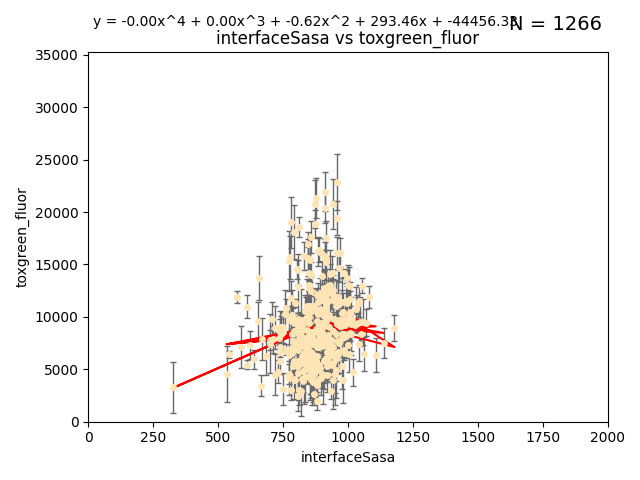 y = -0.00x^4 + 0.00x^3 + -0.62x^2 + 293.46x + -44456.33
N = 1266
interfaceSasa vs toxgreen_fluor
35000
30000
25000
20000
15000
10000
5000
0
toxgreen_fluor
0 250 500 750 1000 1250 1500 1750 2000
interfaceSasa